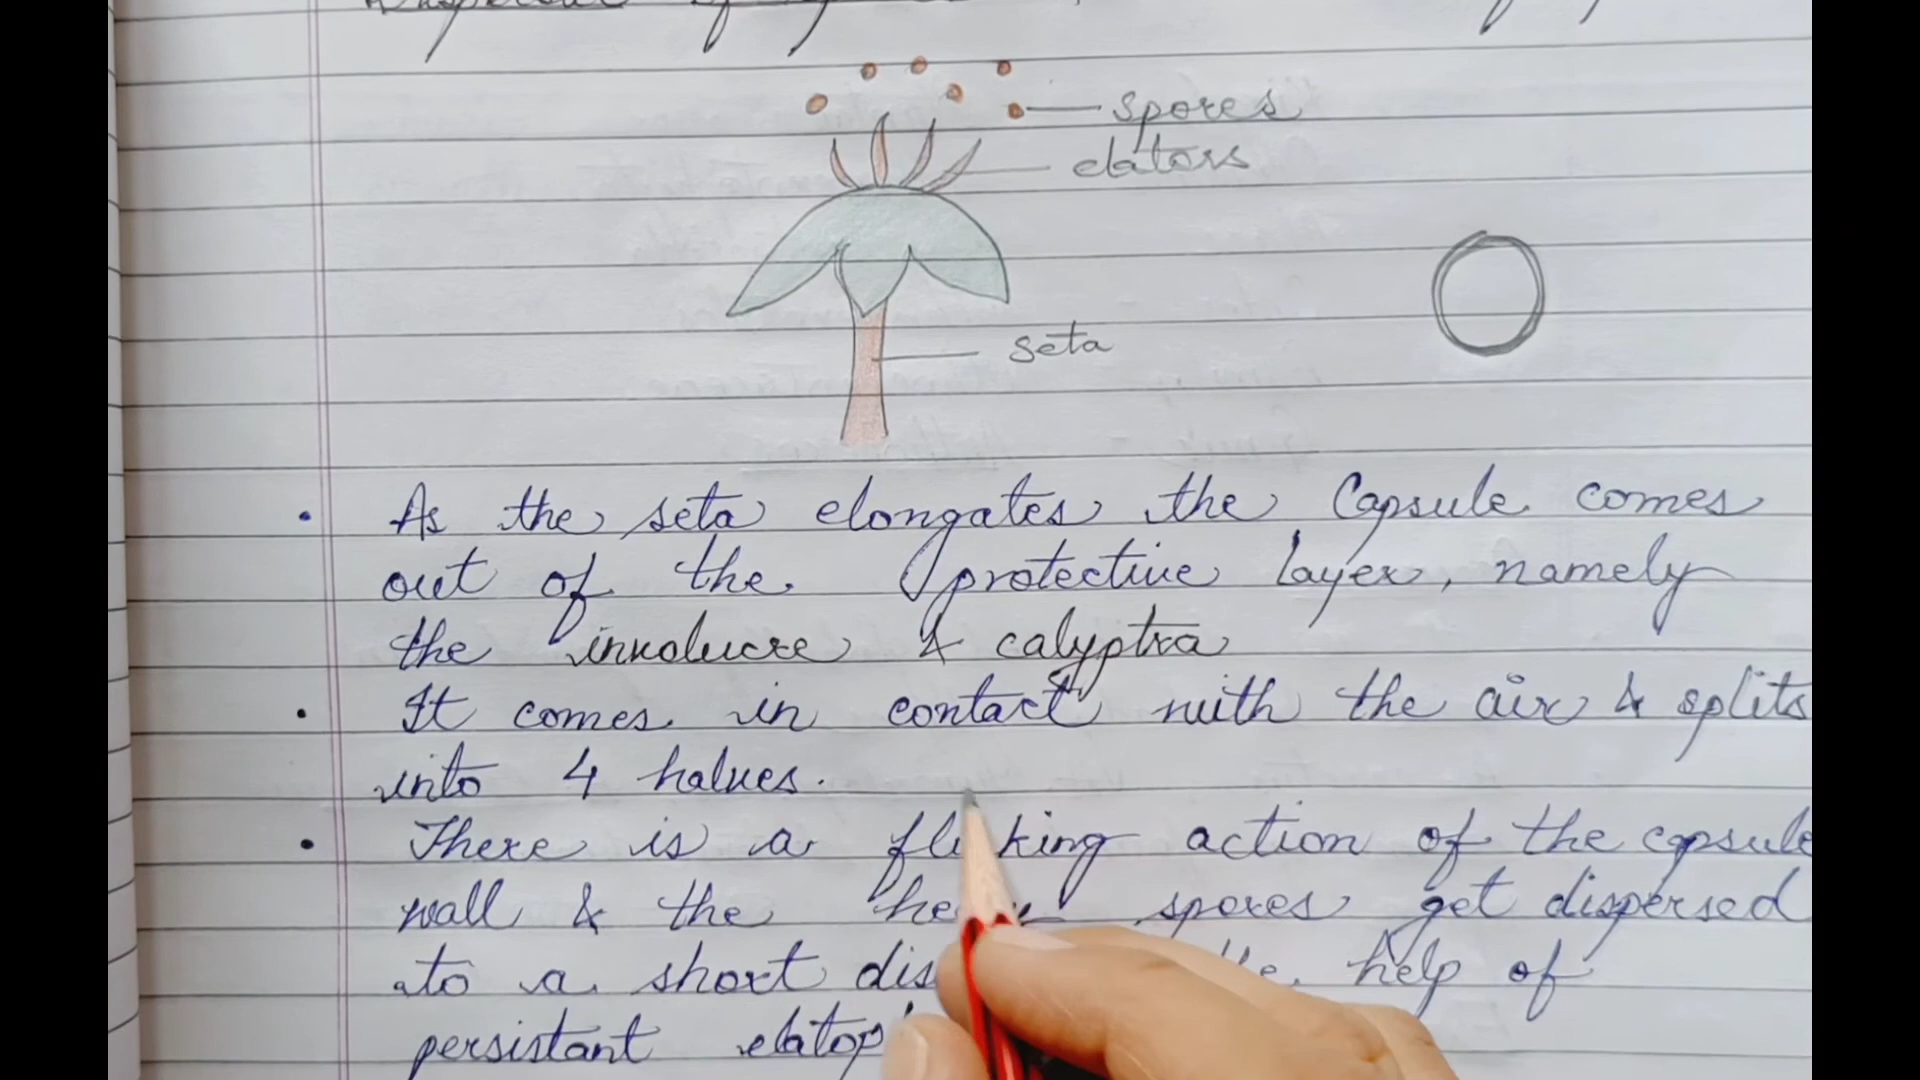 spores
elators
seta
• As the seta elongates the Capsule comes
out of the protective layer, namely
the involucre & calyptra
• It comes in contact with the air & splits
into 4 halves.
• There is a action of the capsule
wall & the spores get dispersed
to a short help of
persistant